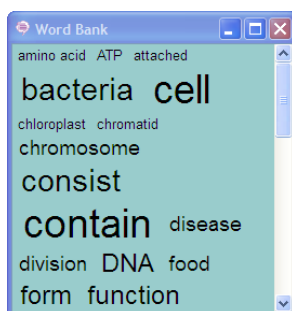 Word Bank
amino acid ATP attached
bacteria cell
chloroplast chromatid
chromosome
consist
contain disease
division DNA food
form function